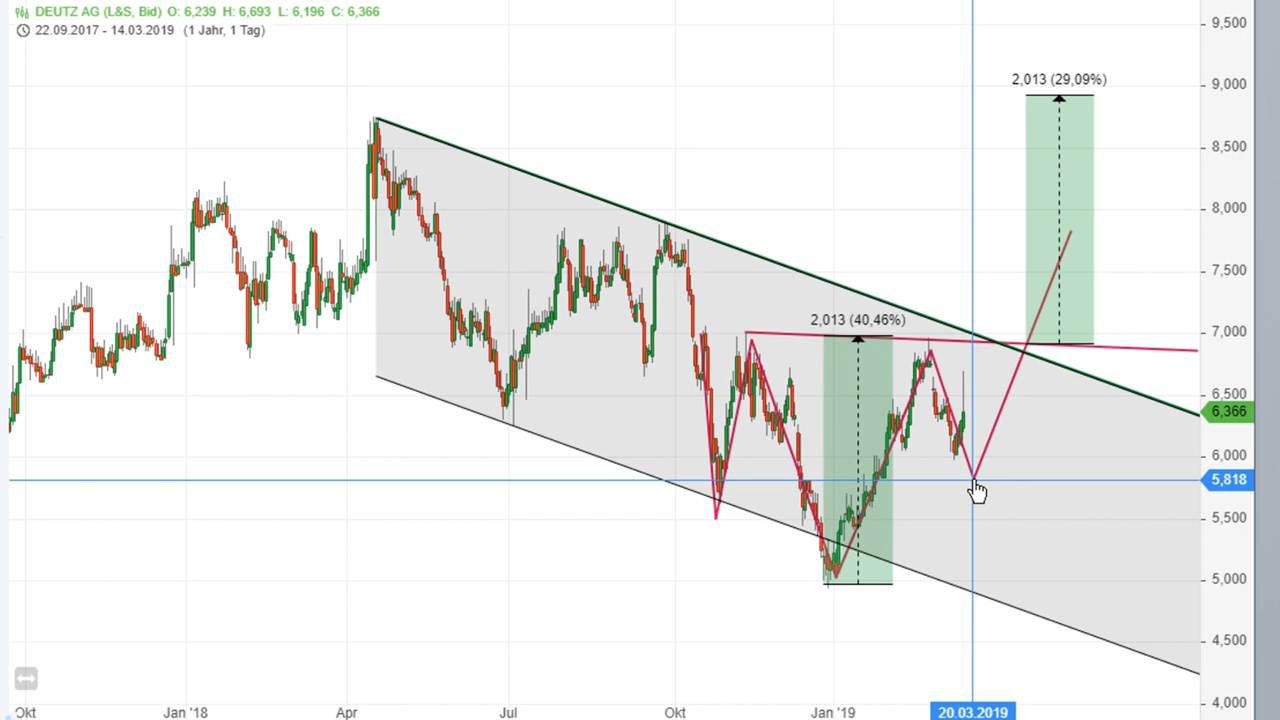 DEUTZ AG (L&S, Bid) O: 6,239 H: 6,693 L: 6,196 C: 6,366
22.09.2017 - 14.03.2019 (1 Jahr, 1 Tag)
9,500
2,013 (29,09%)
9,000
8,500
8,000
7,500
2,013 (40,46%)
7,000
6,500
6,366
6,000
5,818
5,500
5,000
4,500
4,000
Okt
Jan '18
Apr
Jul
Okt
Jan '19
20.03.2019